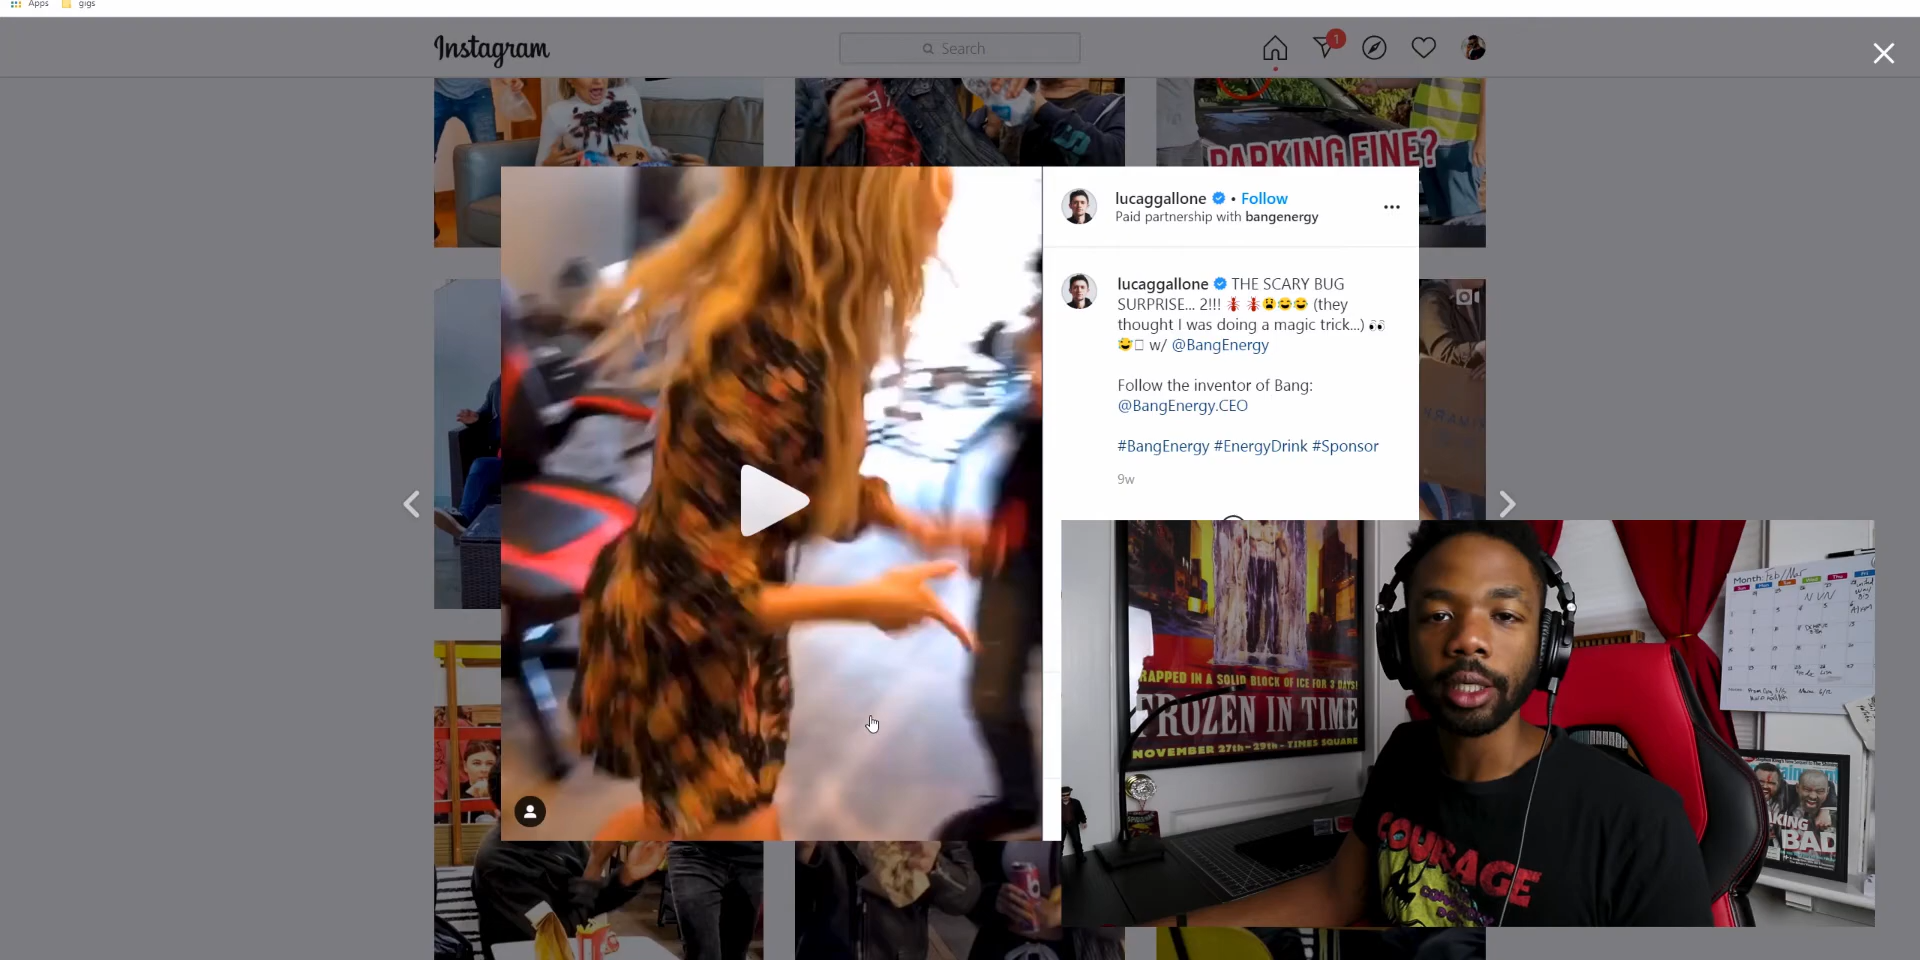 Apps gigs
Instagram
Search
1
PARKING FINE?
lucaggallone • Follow
Paid partnership with bangenergy
lucaggallone THE SCARY BUG
SURPRISE... 2!!! 🐜 🐜😫😂😂 (they
thought I was doing a magic trick...) 👀
😂 w/ @BangEnergy
Follow the inventor of Bang:
@BangEnergy.CEO
#BangEnergy #EnergyDrink #Sponsor
9w
RAPPED IN A SOLID BLOCK OF ICE FOR 3 DAYS!
FROZEN IN TIME
NOVEMBER 27th-29th - TIMES SQUARE
Month: Feb/Mar
COURAGE
AKING
BAD